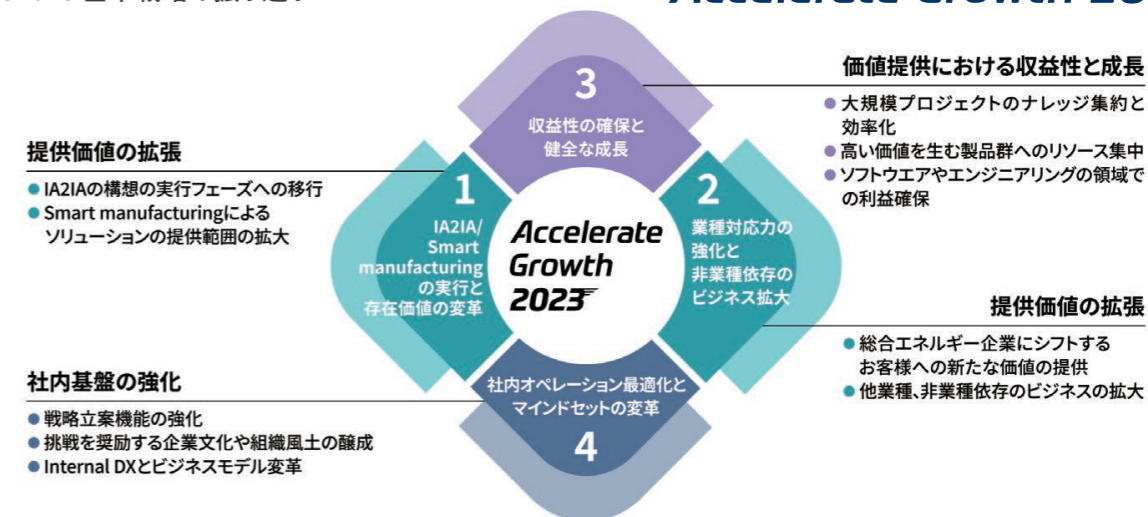 Accelerate Growth 20
3
収益性の確保と
健全な成長
価値提供における収益性と成長
● 大規模プロジェクトのナレッジ集約と
効率化
● 高い価値を生む製品群へのリソース集中
● ソフトウエアやエンジニアリングの領域で
の利益確保
提供価値の拡張
● IA2IAの構想の実行フェーズへの移行
● Smart manufacturingによる
ソリューションの提供範囲の拡大
1
IA2IA/
Smart
manufacturing
の実行と
存在価値の変革
Accelerate
Growth
2023
2
業種対応力の
強化と
非業種依存の
ビジネス拡大
提供価値の拡張
● 総合エネルギー企業にシフトする
お客様への新たな価値の提供
● 他業種、非業種依存のビジネスの拡大
社内基盤の強化
● 戦略立案機能の強化
● 挑戦を奨励する企業文化や組織風土の醸成
● Internal DXとビジネスモデル変革
社内オペレーション最適化と
マインドセットの変革
4